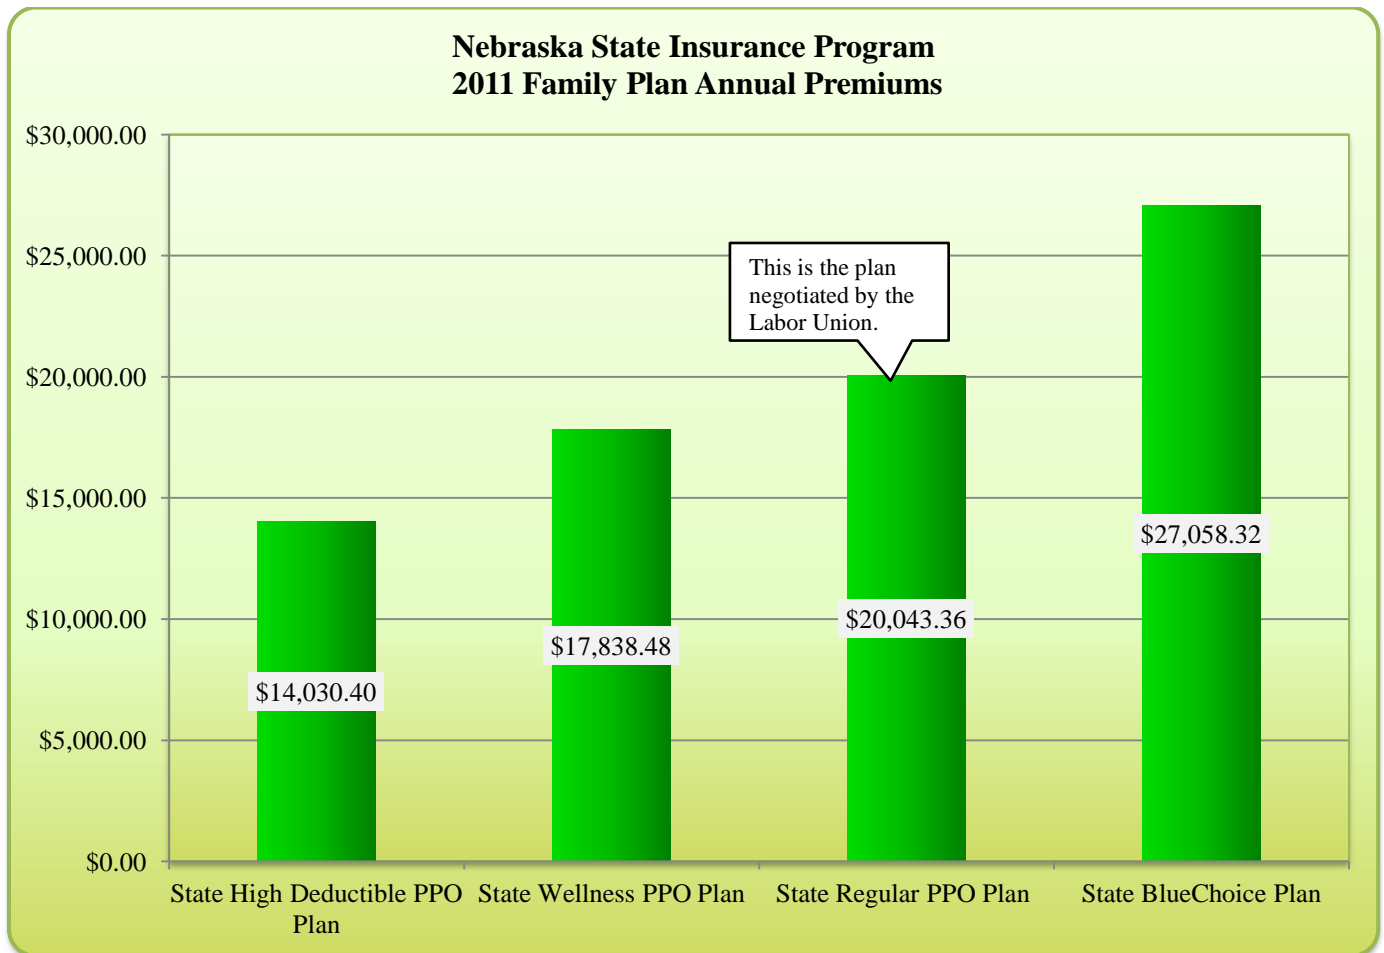 Nebraska State Insurance Program
2011 Family Plan Annual Premiums
$30,000.00
$25,000.00
$20,000.00
$15,000.00
$10,000.00
$5,000.00
$0.00
This is the plan
negotiated by the
Labor Union.
$14,030.40
$17,838.48
$20,043.36
$27,058.32
State High Deductible PPO
Plan
State Wellness PPO Plan
State Regular PPO Plan
State BlueChoice Plan